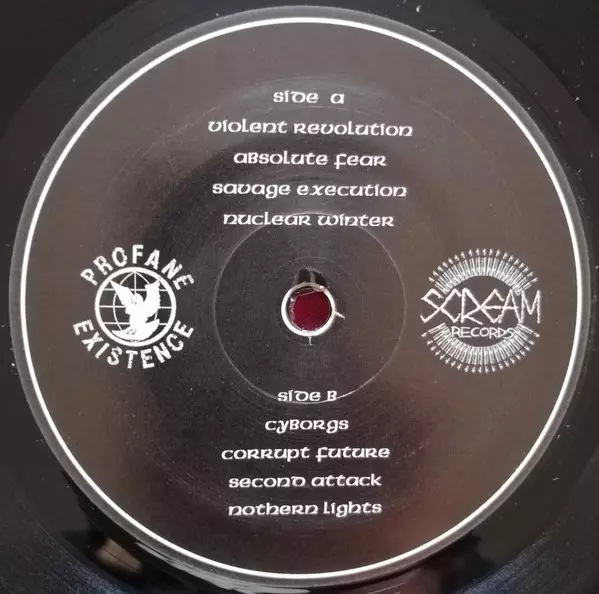 Side A
Violent Revolution
Absolute Fear
Savage Execution
Nuclear Winter
PROFANE
EXISTENCE
SCREAM
RECORDS
Side B
Cyborgs
Corrupt Future
Second Attack
Nothern Lights